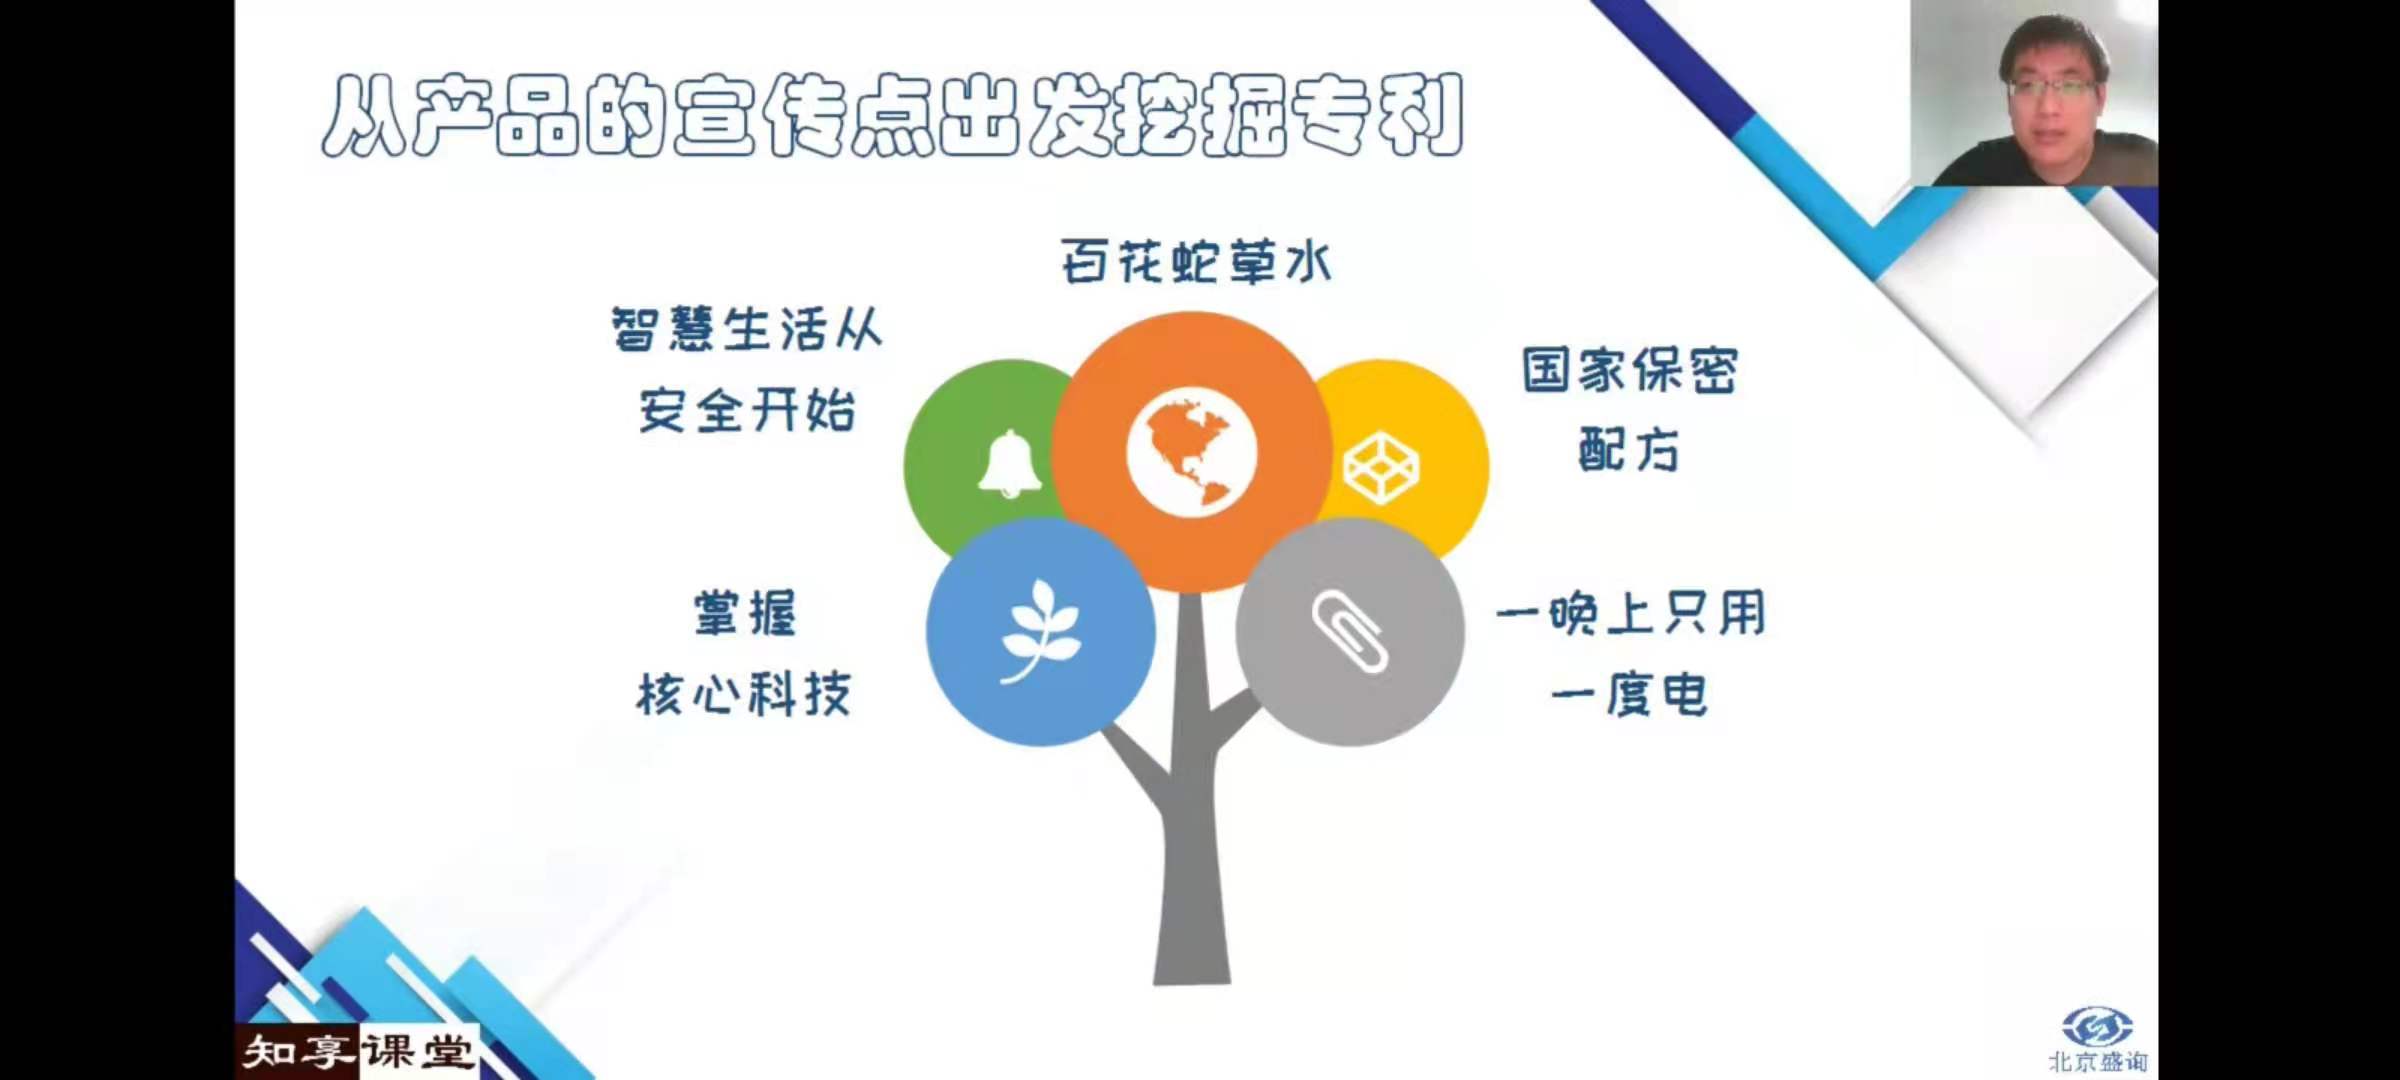 从产品的宣传点出发挖掘专利
百花蛇草水
智慧生活从
安全开始
国家保密
配方
掌握
核心科技
一晚上只用
一度电
知享课堂
北京盛询